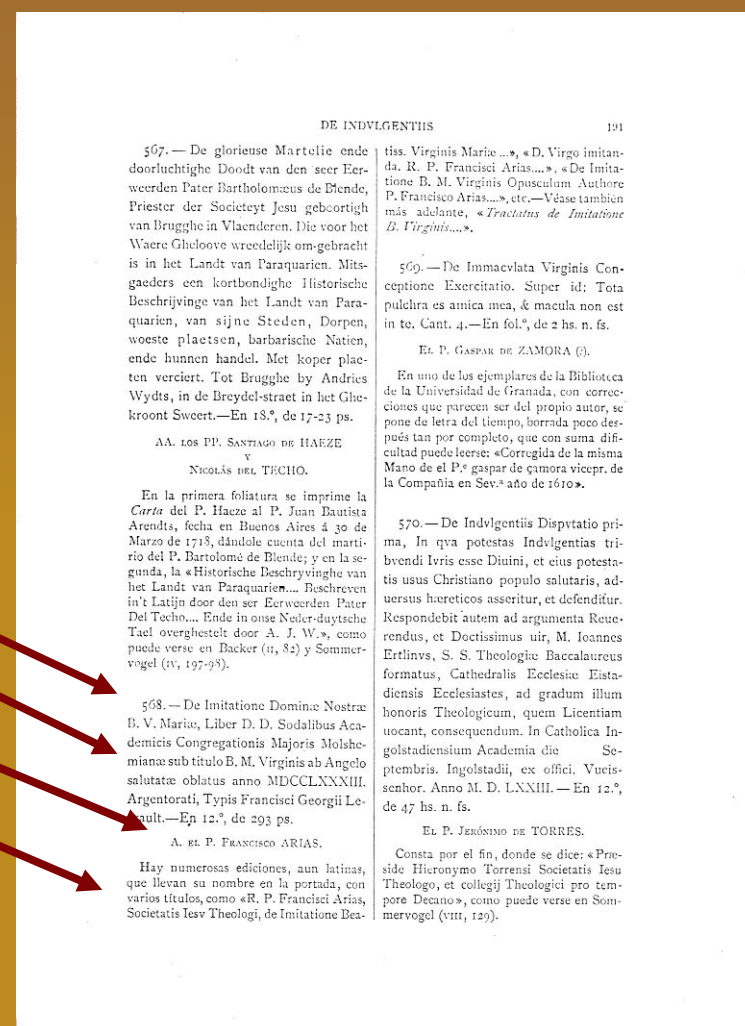 DE INDVLGENTIIS 191
567. — De glorieuse Martelie ende
doorluchtighe Doodt van den seer Eer-
weerden Pater Bartholomæus de Blende,
Priester der Societeyt Jesu geboortigh
van Brugghe in Vlaenderen. Die voor het
Waere Gheloove wreedelijk om-gebracht
is in het Landt van Paraquarien. Mits-
gaeders een kortbondighe Historische
Beschrijvinge van het Landt van Para-
quarien, van sijne Steden, Dorpen,
woeste plaetsen, barbarische Natien,
ende hunnen handel. Met koper plae-
ten verciert. Tot Brugghe by Andries
Wydts, in de Breydel-straet in het Ghe-
kroont Sweert.—En 18.º, de 17-23 ps.
AA. LOS PP. SANTIAGO DE HAEZE
Y
NICOLÁS DEL TECHO.
En la primera foliatura se imprime la
Carta del P. Haeze al P. Juan Bautista
Arendts, fecha en Buenos Aires á 30 de
Marzo de 1718, dándole cuenta del marti-
rio del P. Bartolomé de Blende; y en la se-
gunda, la «Historische Beschryvinghe van
het Landt van Paraquarien.... Beschreven
in't Latijn door den ser Eerweerden Pater
Del Techo.... Ende in onse Neder-duytsche
Tael overghestelt door A. J. W.», como
puede verse en Backer (II, 82) y Sommer-
vogel (IV, 197-98).
568. — De Imitatione Dominæ Nostræ
B. V. Mariæ, Liber D. D. Sodalibus Aca-
demicis Congregationis Majoris Molshe-
mianæ sub titulo B. M. Virginis ab Angelo
salutatæ oblatus anno MDCCLXXXIII.
Argentorati, Typis Francisci Georgii Le-
vrault.—En 12.º, de 293 ps.
A. EL P. FRANCISCO ARIAS.
Hay numerosas ediciones, aun latinas,
que llevan su nombre en la portada, con
varios títulos, como «R. P. Francisci Arias,
Societatis Iesv Theologi, de Imitatione Bea-
tiss. Virginis Mariæ ...», «D. Virgo imitan-
da. R. P. Francisci Arias....», «De Imita-
tione B. M. Virginis Opusculum Authore
P. Francisco Arias....», etc.—Véase también
más adelante, «Tractatus de Imitatione
B. Virginis....».
569. — De Immacvlata Virginis Con-
ceptione Exercitatio. Super id: Tota
pulchra es amica mea, & macula non est
in te. Cant. 4.—En fol.º, de 2 hs. n. fs.
EL P. GASPAR DE ZAMORA (?).
En uno de los ejemplares de la Biblioteca
de la Universidad de Granada, con correc-
ciones que parecen ser del propio autor, se
pone de letra del tiempo, borrada poco des-
pués tan por completo, que con suma difi-
cultad puede leerse: «Corregida de la misma
Mano de el P.ᵉ gaspar de çamora vicepr. de
la Compañia en Sev.ª año de 1610».
570. — De Indvlgentiis Dispvtatio pri-
ma, In qva potestas Indvlgentias tri-
bvendi Ivris esse Diuini, et eius potesta-
tis usus Christiano populo salutaris, ad-
uersus hæreticos asseritur, et defenditur.
Respondebit autem ad argumenta Reue-
rendus, et Doctissimus uir, M. Ioannes
Ertlinvs, S. S. Theologiæ Baccalaureus
formatus, Cathedralis Ecclesiæ Eista-
diensis Ecclesiastes, ad gradum illum
honoris Theologicum, quem Licentiam
uocant, consequendum. In Catholica In-
golstadiensium Academia die Se-
ptembris. Ingolstadii, ex offici. Vueis-
senhor. Anno M. D. LXXIII. — En 12.º,
de 47 hs. n. fs.
EL P. JERÓNIMO DE TORRES.
Consta por el fin, donde se dice: «Præ-
side Hieronymo Torrensi Societatis Iesu
Theologo, et collegij Theologici pro tem-
pore Decano», como puede verse en Som-
mervogel (VIII, 129).